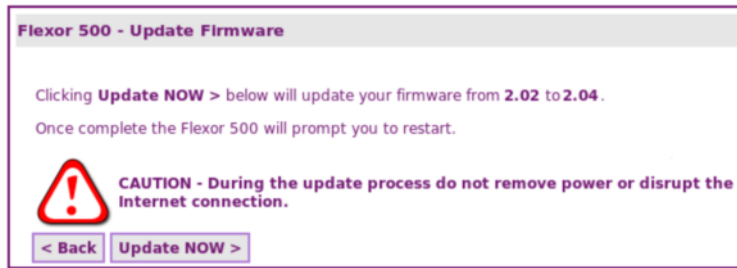 Flexor 500 - Update Firmware
Clicking Update NOW > below will update your firmware from 2.02 to 2.04.
Once complete the Flexor 500 will prompt you to restart.
CAUTION - During the update process do not remove power or disrupt the
Internet connection.
< Back
Update NOW >